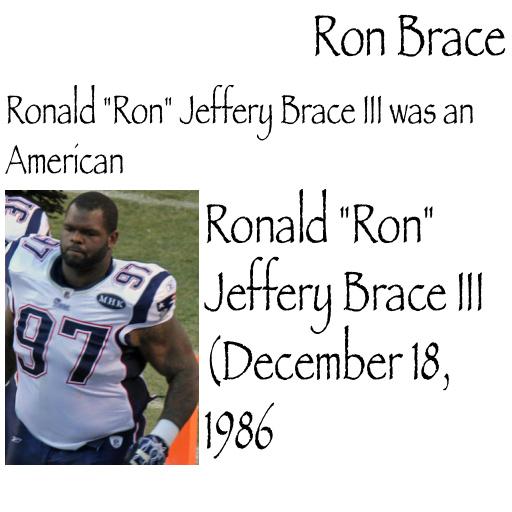 Ron Brace
Ronald "Ron" Jeffery Brace III was an
American
Ronald "Ron"
Jeffery Brace III
(December 18,
1986
97
97
MHK
97